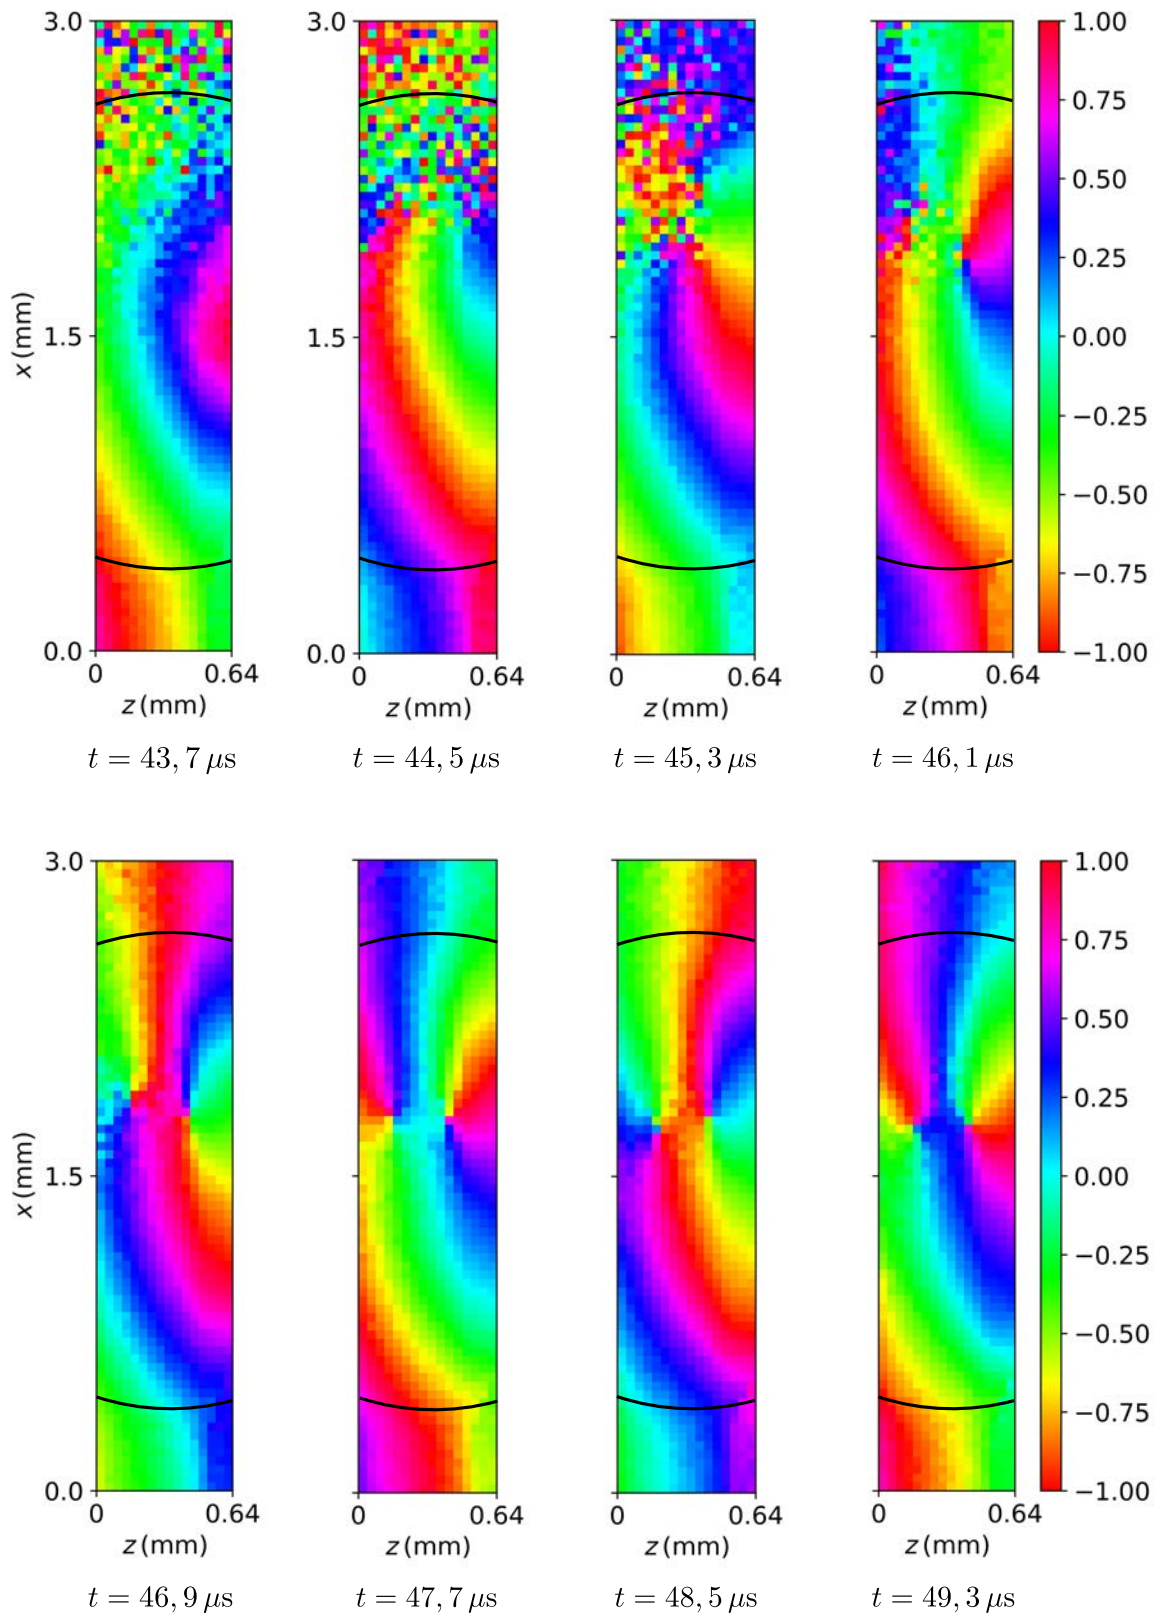 3.0 3.0 1.00
0.75
0.50
0.25
x (mm) 1.5 1.5 0.00
−0.25
−0.50
−0.75
0.0 0.0 −1.00
0 0.64 0 0.64 0 0.64 0 0.64
z (mm) z (mm) z (mm) z (mm)
t = 43, 7 μs t = 44, 5 μs t = 45, 3 μs t = 46, 1 μs
3.0 1.00
0.75
0.50
0.25
x (mm) 1.5 0.00
−0.25
−0.50
−0.75
0.0 −1.00
0 0.64 0 0.64 0 0.64 0 0.64
z (mm) z (mm) z (mm) z (mm)
t = 46, 9 μs t = 47, 7 μs t = 48, 5 μs t = 49, 3 μs